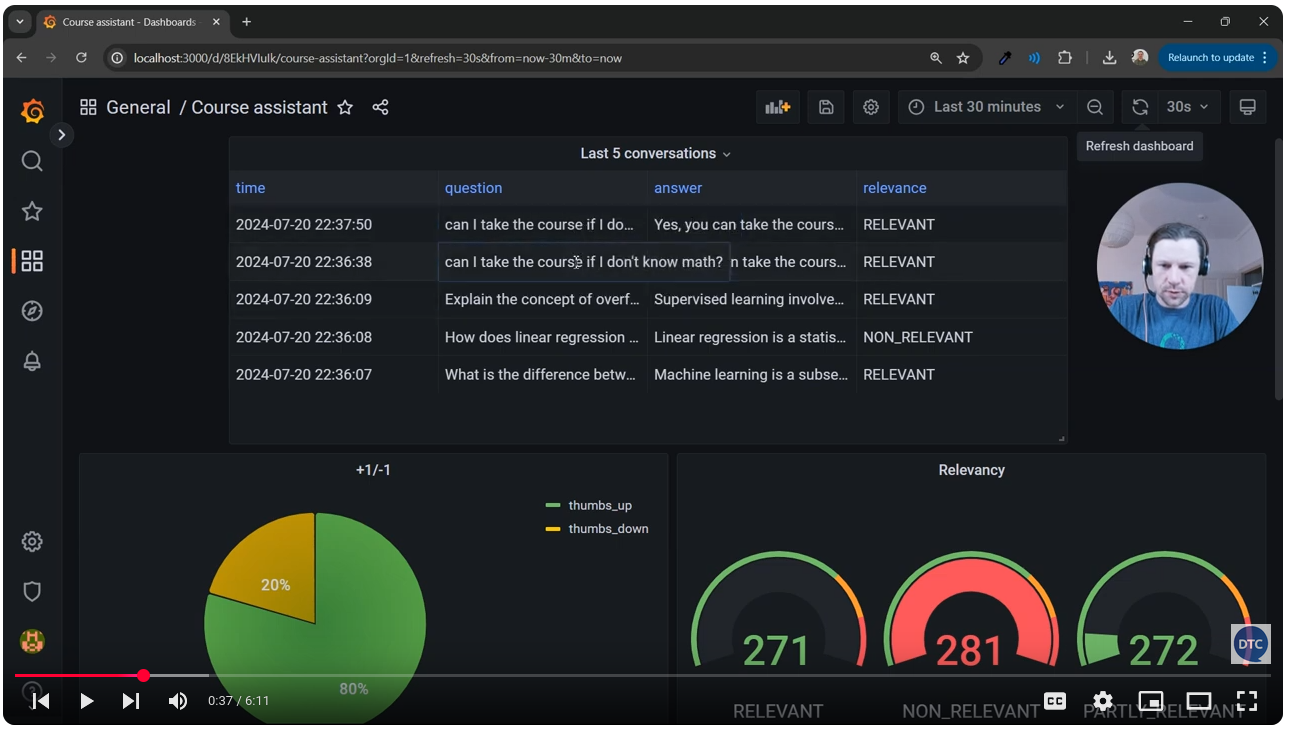 Course assistant - Dashboards
localhost:3000/d/8EkHVIulk/course-assistant?orgId=1&refresh=30s&from=now-30m&to=now
Relaunch to update
General / Course assistant
Last 30 minutes
30s
Refresh dashboard
Last 5 conversations
time question answer relevance
2024-07-20 22:37:50 can I take the course if I do... Yes, you can take the cours... RELEVANT
2024-07-20 22:36:38 can I take the course if I don't know math? n take the cours... RELEVANT
2024-07-20 22:36:09 Explain the concept of overf... Supervised learning involve... RELEVANT
2024-07-20 22:36:08 How does linear regression ... Linear regression is a statis... NON_RELEVANT
2024-07-20 22:36:07 What is the difference betw... Machine learning is a subse... RELEVANT
+1/-1
thumbs_up
thumbs_down
20%
80%
Relevancy
271 281 272
RELEVANT NON_RELEVANT PARTLY_RELEVANT
DTC
0:37 / 6:11
CC